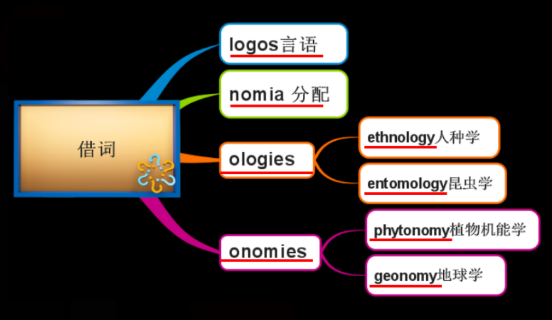 借词
logos言语
nomia 分配
ologies
ethnology人种学
entomology昆虫学
onomies
phytonomy植物机能学
geonomy地球学